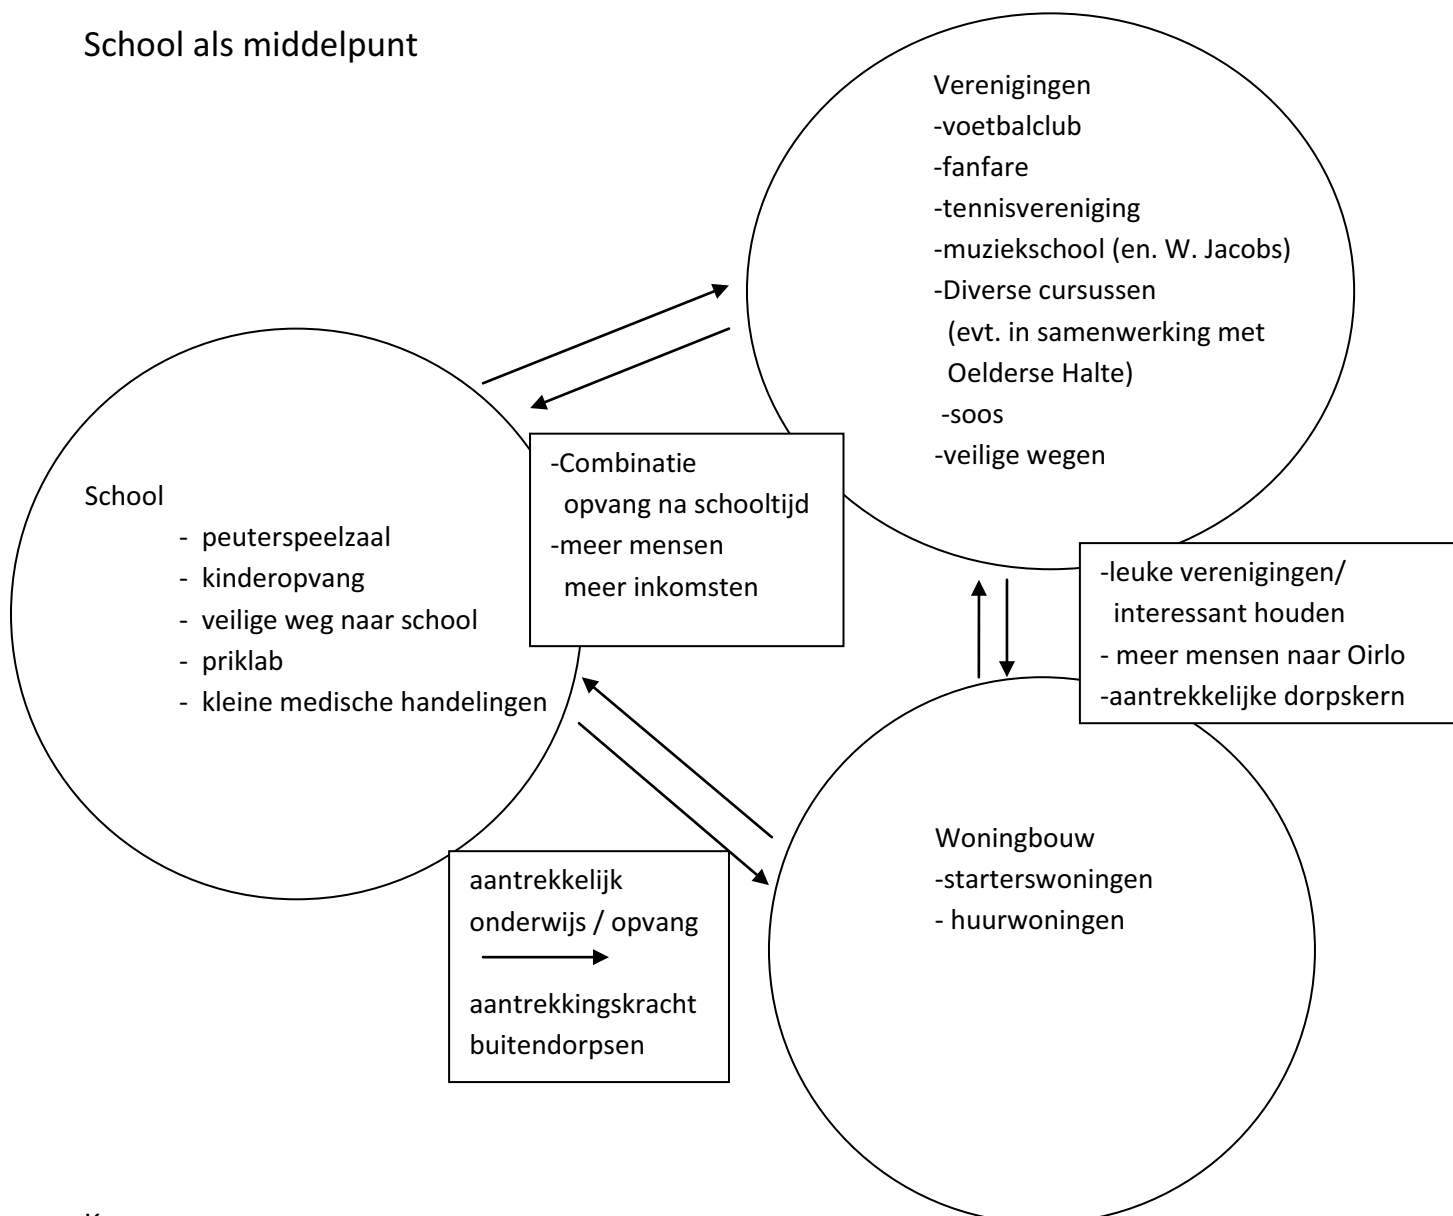 School als middelpunt
Verenigingen
-voetbalclub
-fanfare
-tennisvereniging
-muziekschool (en. W. Jacobs)
-Diverse cursussen
(evt. in samenwerking met
Oelderse Halte)
-soos
-veilige wegen
School
- peuterspeelzaal
- kinderopvang
- veilige weg naar school
- priklab
- kleine medische handelingen
-Combinatie
opvang na schooltijd
-meer mensen
meer inkomsten
-leuke verenigingen/
interessant houden
- meer mensen naar Oirlo
-aantrekkelijke dorpskern
Woningbouw
-starterswoningen
- huurwoningen
aantrekkelijk
onderwijs / opvang
aantrekkingskracht
buitendorpsen